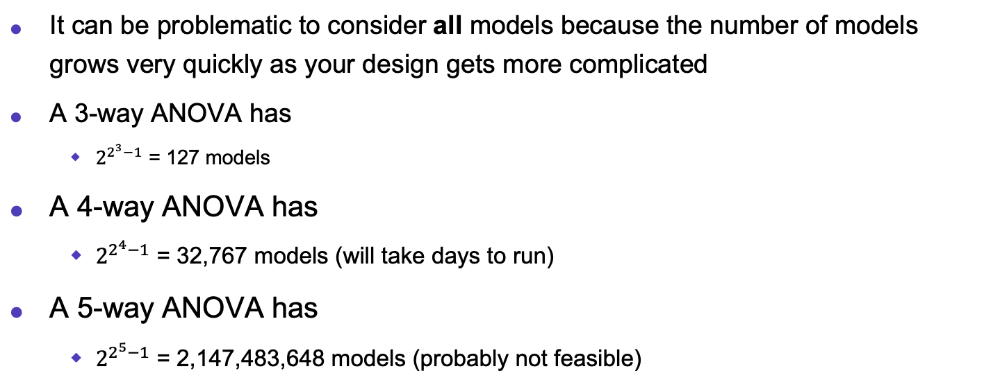 • It can be problematic to consider all models because the number of models
grows very quickly as your design gets more complicated
• A 3-way ANOVA has
◆ 2^{2^3−1} = 127 models
• A 4-way ANOVA has
◆ 2^{2^4−1} = 32,767 models (will take days to run)
• A 5-way ANOVA has
◆ 2^{2^5−1} = 2,147,483,648 models (probably not feasible)